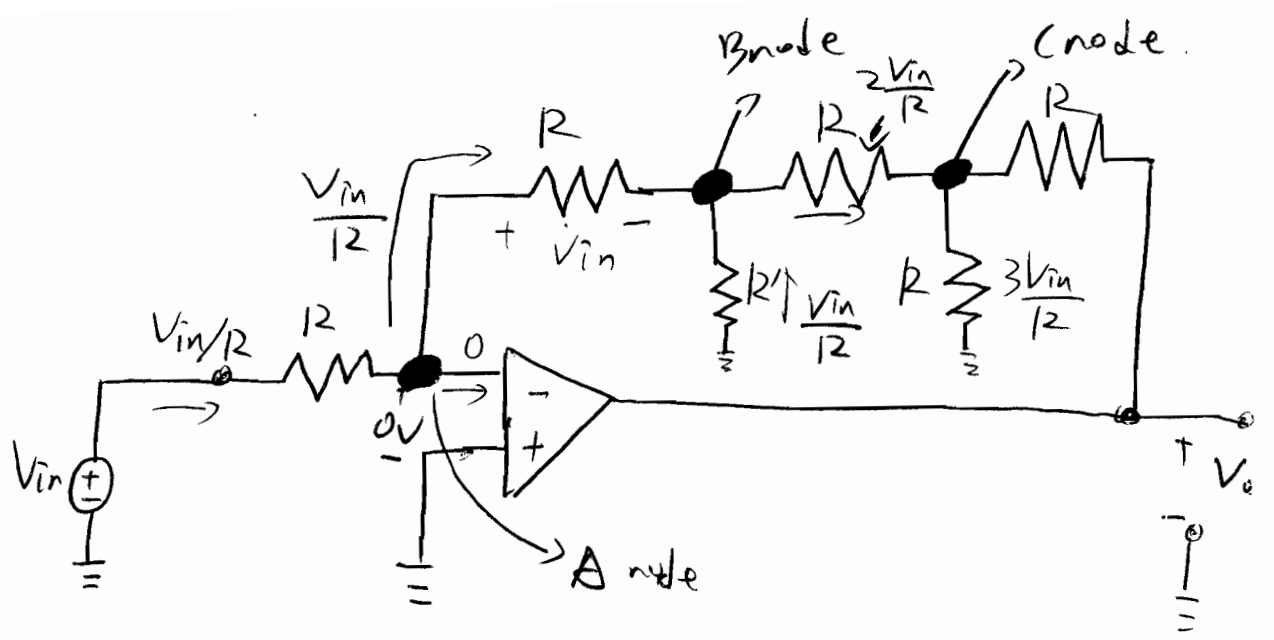 Bnode
Cnode.
2Vin/R
R
R
R
Vin/R
+ Vin -
R
Vin/R
R
3Vin/R
Vin/R
R
0
0V
-
-
+
Vin
+
-
+
Vo
-
A node